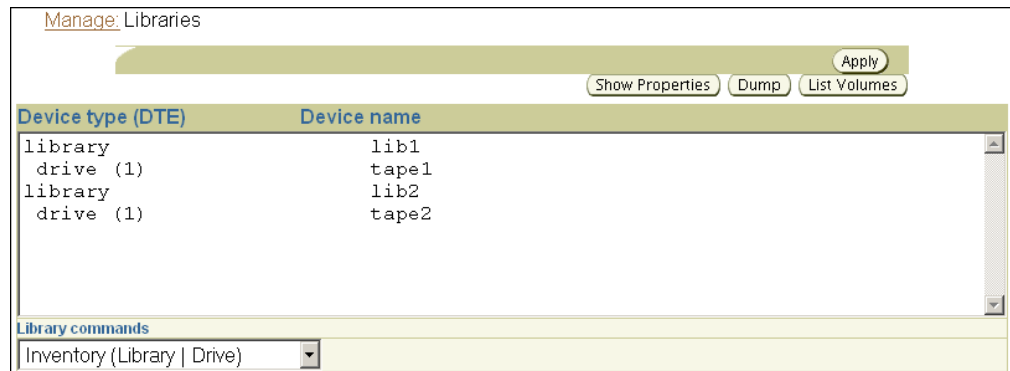 Manage: Libraries
Apply
Show Properties Dump List Volumes
Device type (DTE) Device name
library lib1
drive (1) tape1
library lib2
drive (1) tape2
Library commands
Inventory (Library | Drive)